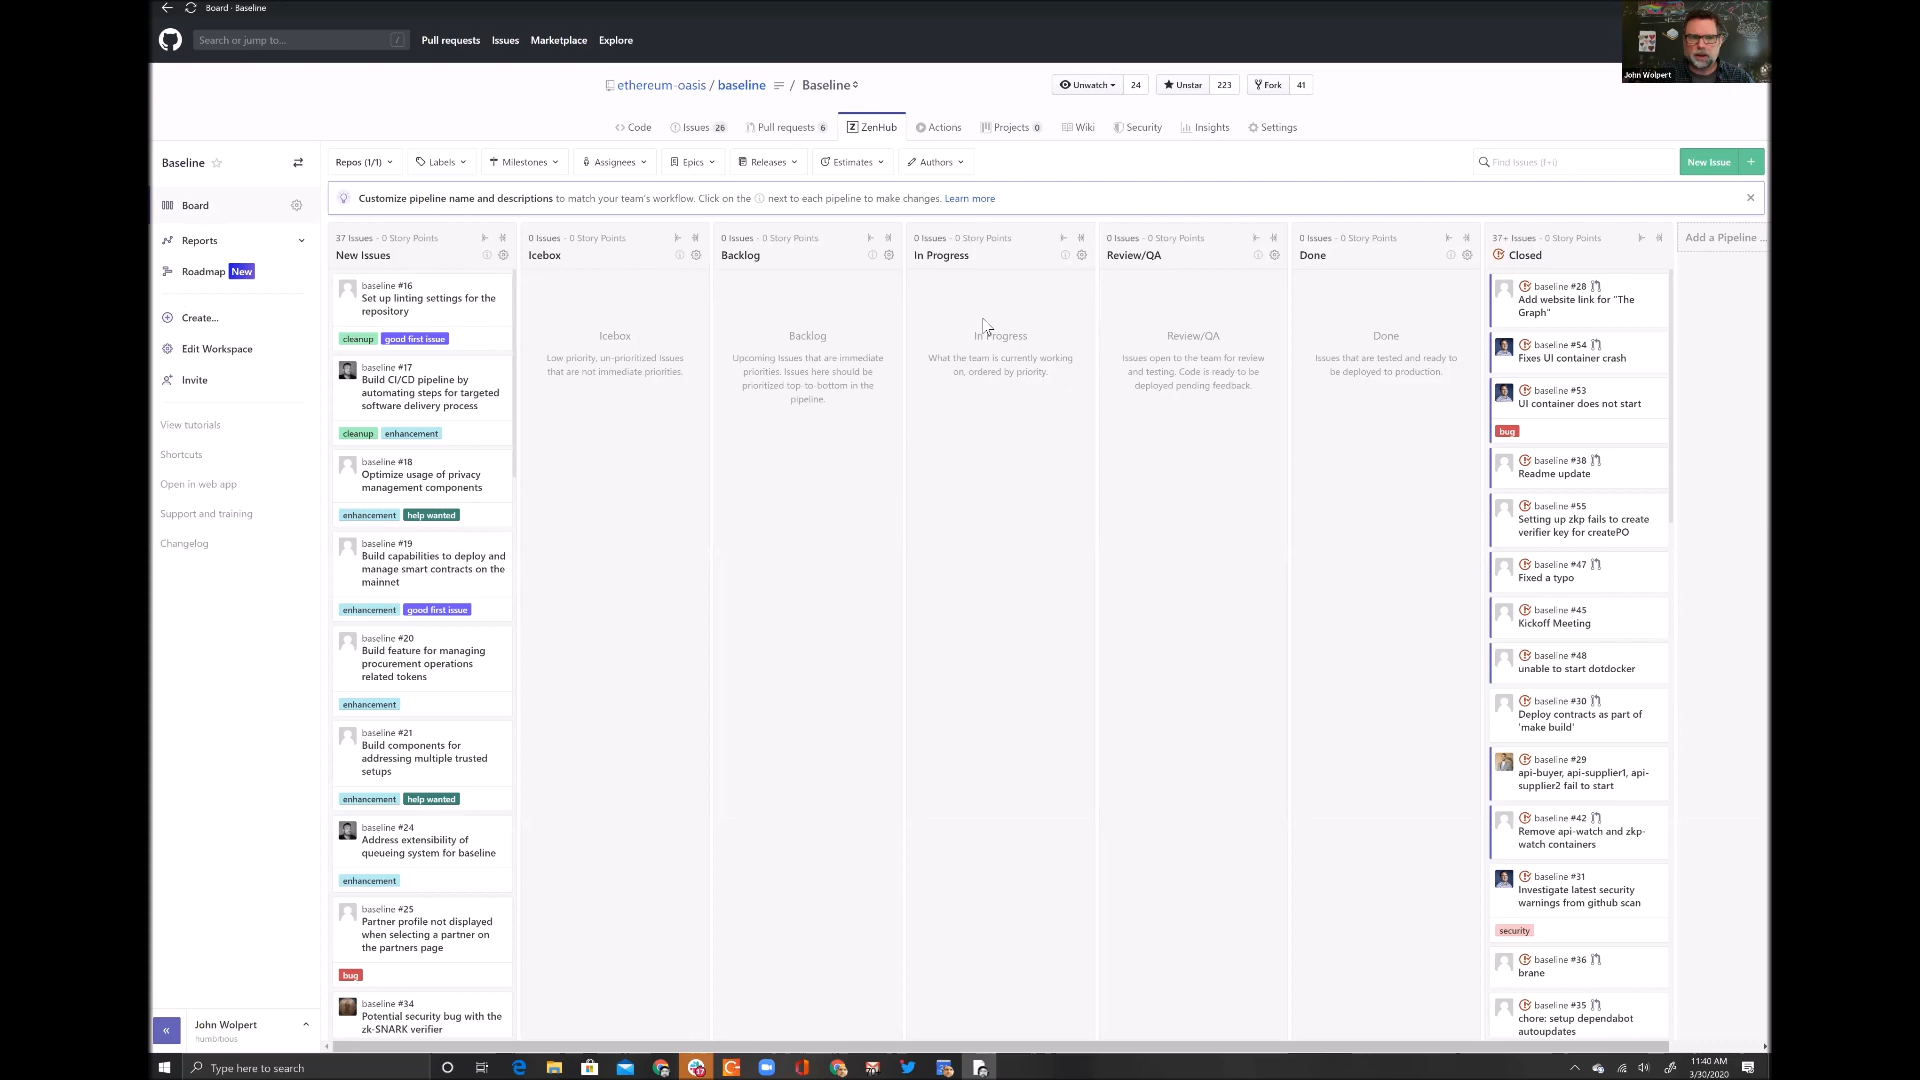 Board · Baseline
Search or jump to... /
Pull requests Issues Marketplace Explore
John Wolpert
ethereum-oasis / baseline / Baseline
Unwatch 24 Unstar 223 Fork 41
Code Issues 26 Pull requests 6 ZenHub Actions Projects 0 Wiki Security Insights Settings
Baseline
Repos (1/1) Labels Milestones Assignees Epics Releases Estimates Authors
Find Issues (f+i)
New Issue +
Customize pipeline name and descriptions to match your team's workflow. Click on the ⓘ next to each pipeline to make changes. Learn more
Board
Reports
Roadmap New
Create...
Edit Workspace
Invite
View tutorials
Shortcuts
Open in web app
Support and training
Changelog
John Wolpert
humbitious
37 Issues - 0 Story Points
New Issues
baseline #16
Set up linting settings for the
repository
cleanup good first issue
baseline #17
Build CI/CD pipeline by
automating steps for targeted
software delivery process
cleanup enhancement
baseline #18
Optimize usage of privacy
management components
enhancement help wanted
baseline #19
Build capabilities to deploy and
manage smart contracts on the
mainnet
enhancement good first issue
baseline #20
Build feature for managing
procurement operations
related tokens
enhancement
baseline #21
Build components for
addressing multiple trusted
setups
enhancement help wanted
baseline #24
Address extensibility of
queueing system for baseline
enhancement
baseline #25
Partner profile not displayed
when selecting a partner on
the partners page
bug
baseline #34
Potential security bug with the
zk-SNARK verifier
0 Issues - 0 Story Points
Icebox
Icebox
Low priority, un-prioritized Issues
that are not immediate priorities.
0 Issues - 0 Story Points
Backlog
Backlog
Upcoming Issues that are immediate
priorities. Issues here should be
prioritized top-to-bottom in the
pipeline.
0 Issues - 0 Story Points
In Progress
In Progress
What the team is currently working
on, ordered by priority.
0 Issues - 0 Story Points
Review/QA
Review/QA
Issues open to the team for review
and testing. Code is ready to be
deployed pending feedback.
0 Issues - 0 Story Points
Done
Done
Issues that are tested and ready to
be deployed to production.
37+ Issues - 0 Story Points
Closed
baseline #28
Add website link for "The
Graph"
baseline #54
Fixes UI container crash
baseline #53
UI container does not start
bug
baseline #38
Readme update
baseline #55
Setting up zkp fails to create
verifier key for createPO
baseline #47
Fixed a typo
baseline #45
Kickoff Meeting
baseline #48
unable to start dotdocker
baseline #30
Deploy contracts as part of
'make build'
baseline #29
api-buyer, api-supplier1, api-
supplier2 fail to start
baseline #42
Remove api-watch and zkp-
watch containers
baseline #31
Investigate latest security
warnings from github scan
security
baseline #36
brane
baseline #35
chore: setup dependabot
autoupdates
Add a Pipeline ...
Type here to search
17
11:40 AM
3/30/2020